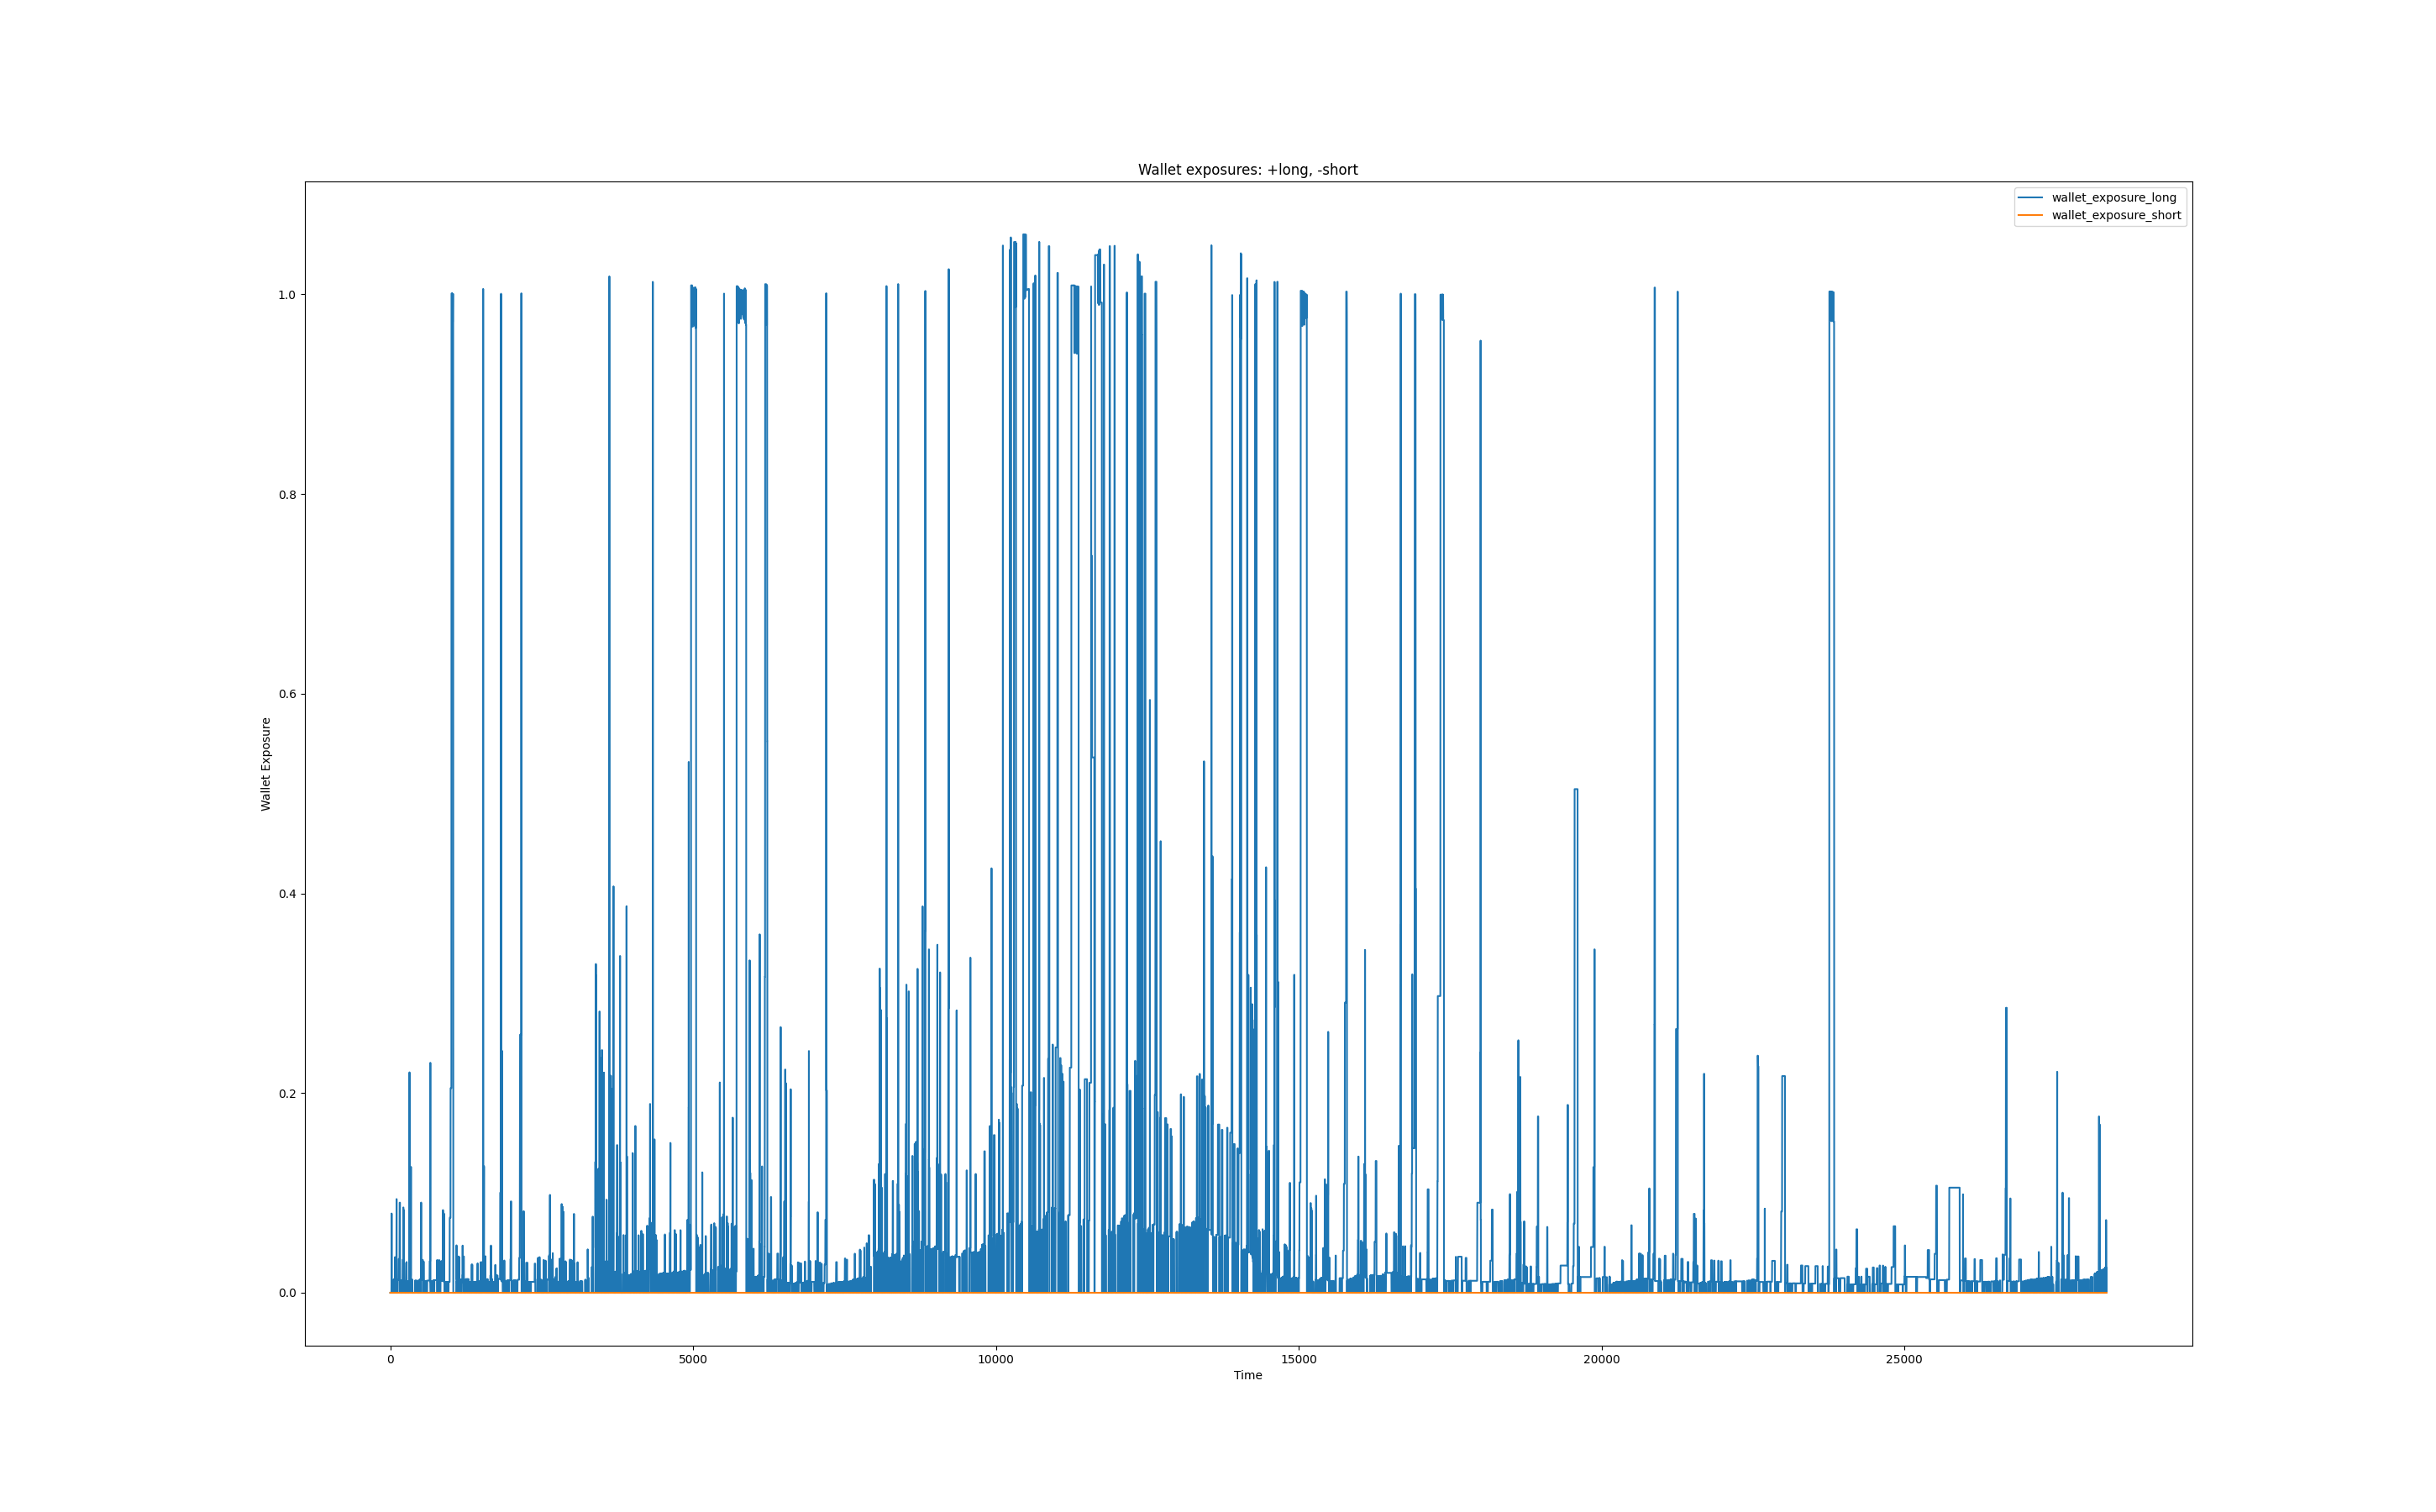 Wallet exposures: +long, -short
wallet_exposure_long
wallet_exposure_short
1.0
0.8
0.6
0.4
0.2
0.0
Wallet Exposure
0 5000 10000 15000 20000 25000
Time